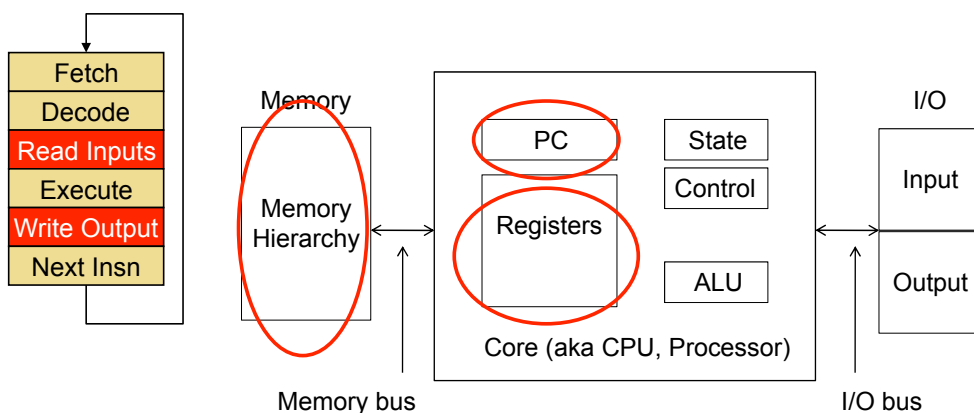 Fetch
Decode
Read Inputs
Execute
Write Output
Next Insn
Memory
Memory
Hierarchy
Memory bus
PC
Registers
State
Control
ALU
Core (aka CPU, Processor)
I/O
Input
Output
I/O bus